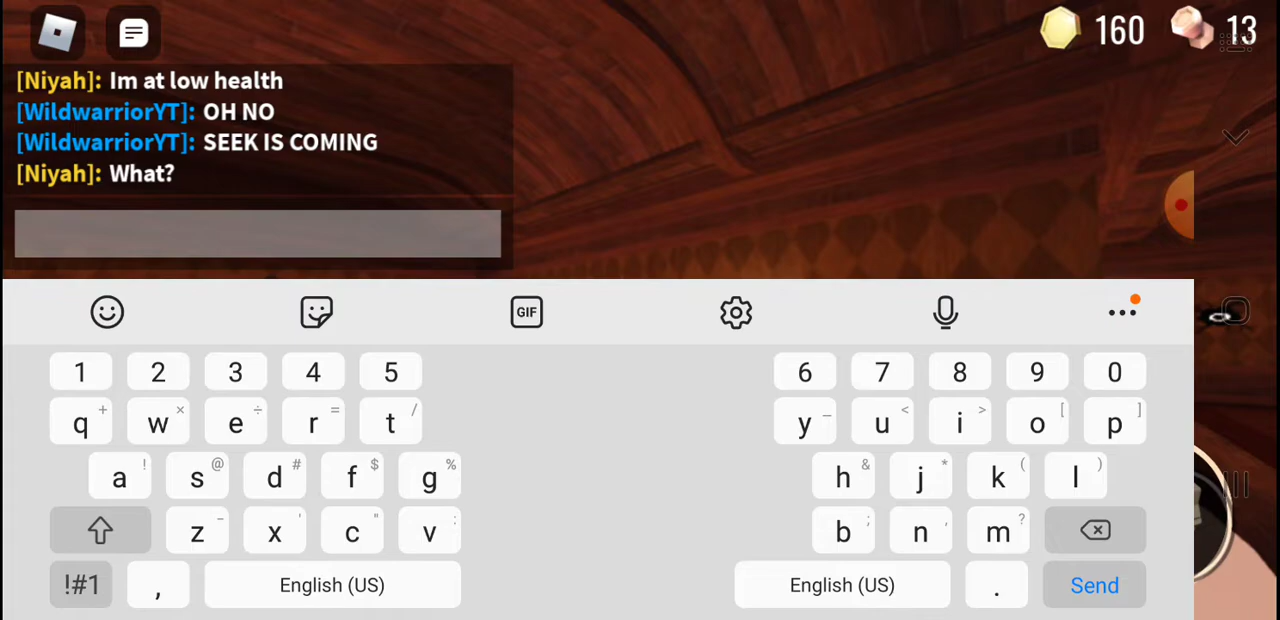 160 13
[Niyah]: Im at low health
[WildwarriorYT]: OH NO
[WildwarriorYT]: SEEK IS COMING
[Niyah]: What?
GIF
1 2 3 4 5 6 7 8 9 0
q + w × e ÷ r = t / y _ u < i > o [ p ]
a ! s @ d # f $ g % h & j * k ( l )
z - x ' c " v : b ; n , m ?
!#1 , English (US) English (US) . Send